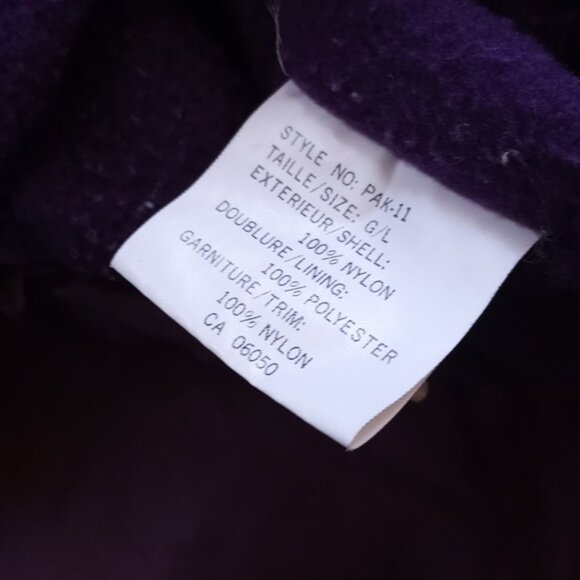 STYLE NO: PAK-11
TAILLE/SIZE: G/L
EXTERIEUR/SHELL:
100% NYLON
DOUBLURE/LINING:
100% POLYESTER
GARNITURE/TRIM:
100% NYLON
CA 06050